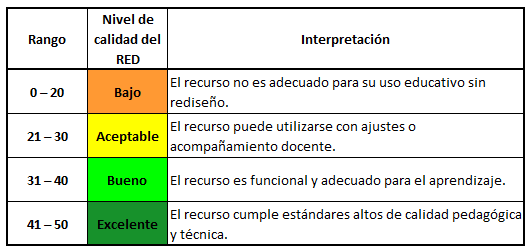 Rango
Nivel de
calidad del
RED
Interpretación
0 – 20
Bajo
El recurso no es adecuado para su uso educativo sin
rediseño.
21 – 30
Aceptable
El recurso puede utilizarse con ajustes o
acompañamiento docente.
31 – 40
Bueno
El recurso es funcional y adecuado para el aprendizaje.
41 – 50
Excelente
El recurso cumple estándares altos de calidad pedagógica
y técnica.